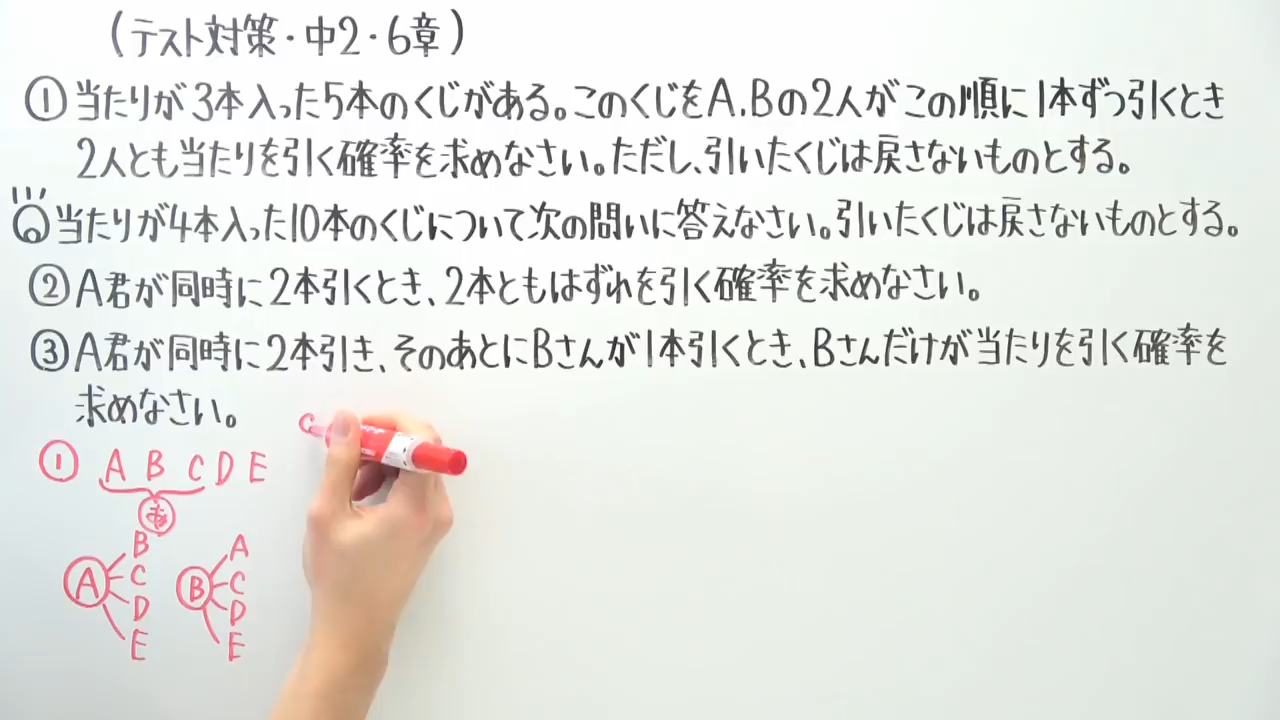 (テスト対策・中2・6章)
① 当たりが3本入った5本のくじがある。このくじをA.Bの2人がこの順に1本ずつ引くとき
2人とも当たりを引く確率を求めなさい。ただし、引いたくじは戻さないものとする。
Q 当たりが4本入った10本のくじについて次の問いに答えなさい。引いたくじは戻さないものとする。
② A君が同時に2本引くとき、2本ともはずれを引く確率を求めなさい。
③ A君が同時に2本引き、そのあとにBさんが1本引くとき、Bさんだけが当たりを引く確率を
求めなさい。
① A B C D E
A B C D E
B A C D E